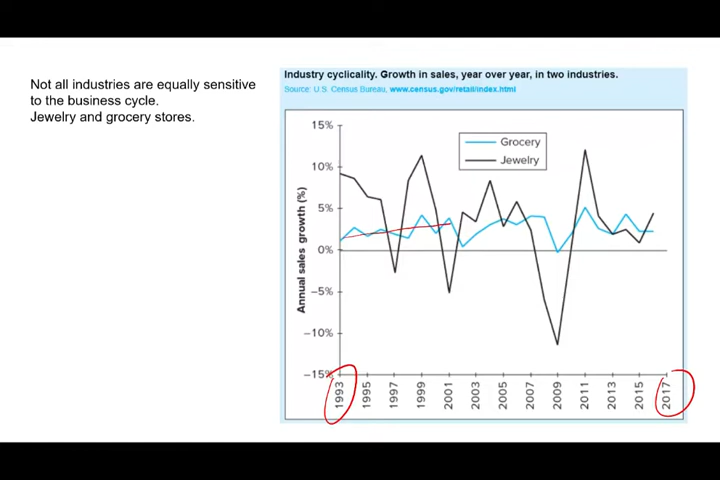 Not all industries are equally sensitive
to the business cycle.
Jewelry and grocery stores.
Industry cyclicality. Growth in sales, year over year, in two industries.
Source: U.S. Census Bureau, www.census.gov/retail/index.html
Grocery
Jewelry
Annual sales growth (%)
15%
10%
5%
0%
−5%
−10%
−15%
1993
1995
1997
1999
2001
2003
2005
2007
2009
2011
2013
2015
2017